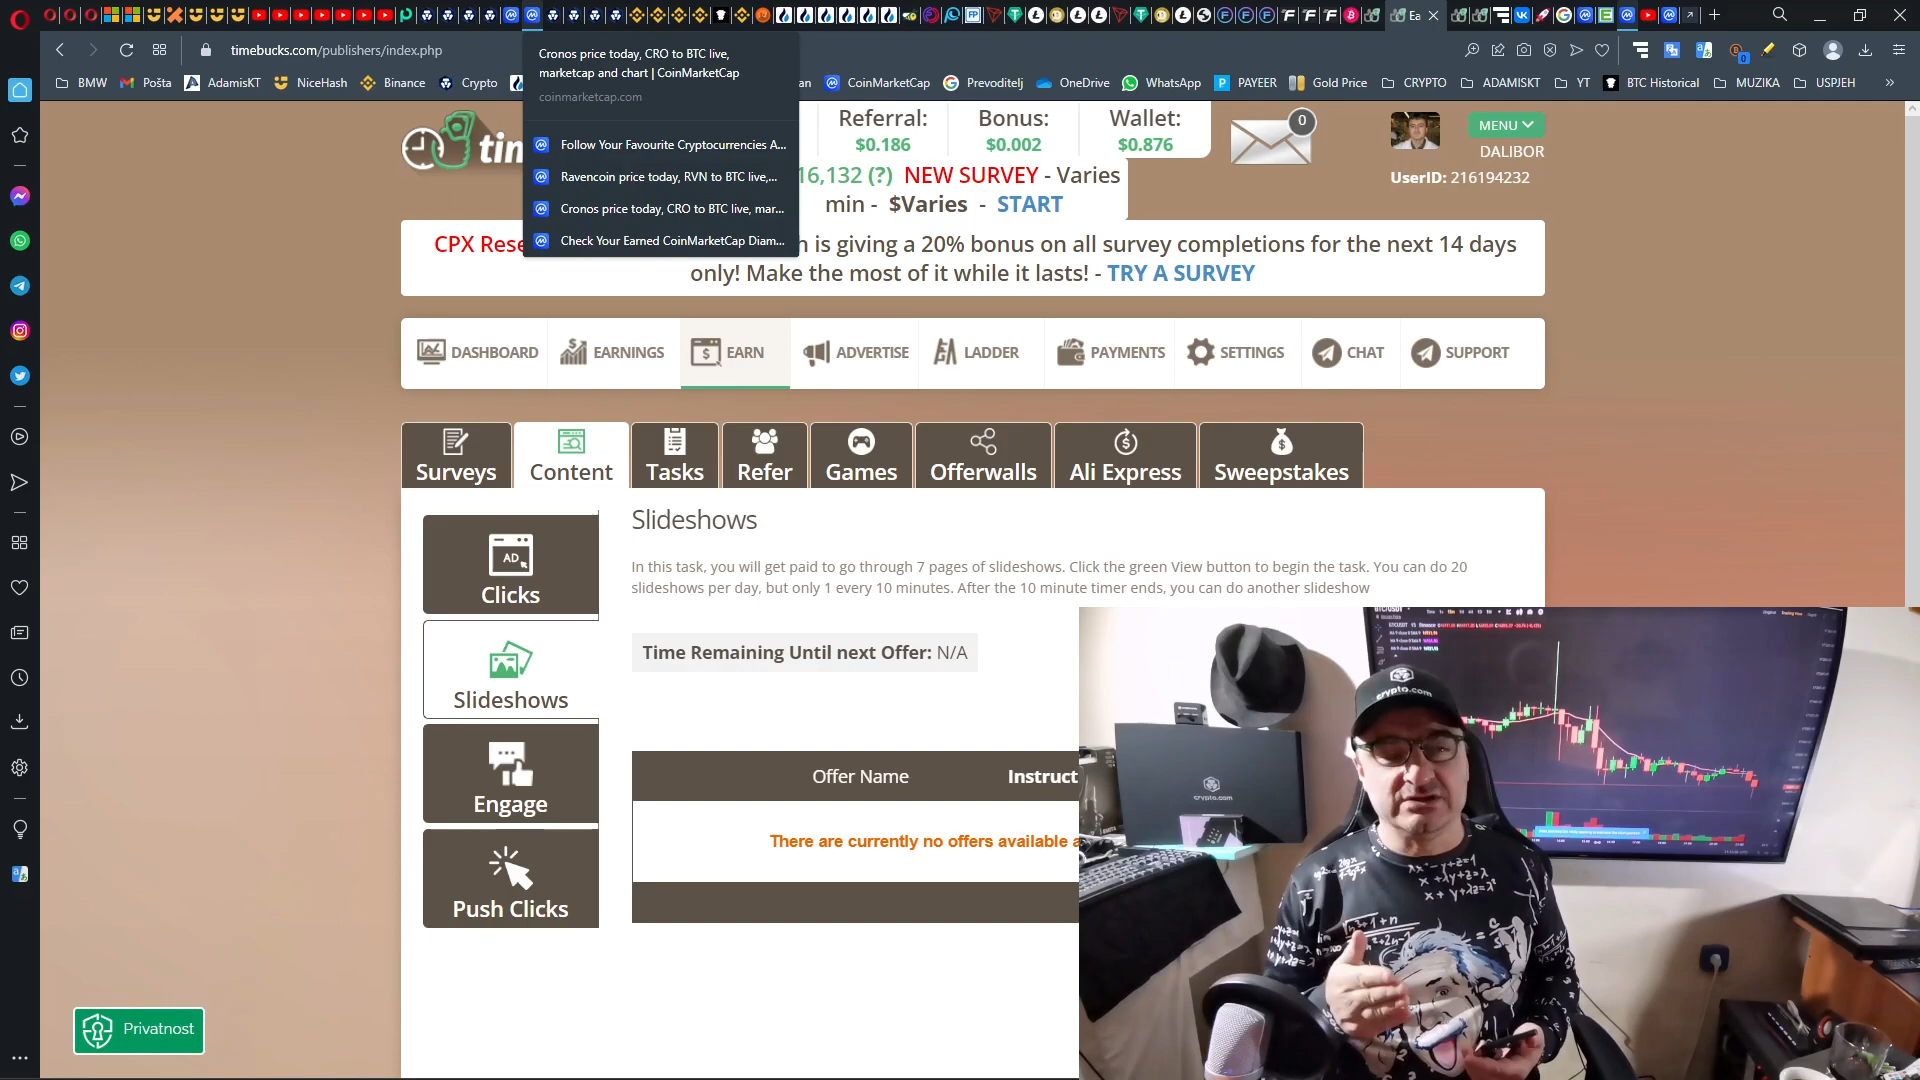 Ea
timebucks.com/publishers/index.php
BMW
Pošta
AdamisKT
NiceHash
Binance
Crypto
an
CoinMarketCap
Prevoditelj
OneDrive
WhatsApp
PAYEER
Gold Price
CRYPTO
ADAMISKT
YT
BTC Historical
MUZIKA
USPJEH
Cronos price today, CRO to BTC live,
marketcap and chart | CoinMarketCap
coinmarketcap.com
Follow Your Favourite Cryptocurrencies A...
Ravencoin price today, RVN to BTC live,...
Cronos price today, CRO to BTC live, mar...
Check Your Earned CoinMarketCap Diam...
tim
Referral:
$0.186
Bonus:
$0.002
Wallet:
$0.876
0
MENU
DALIBOR
UserID: 216194232
16,132 (?) NEW SURVEY - Varies
min - $Varies - START
CPX Rese
h is giving a 20% bonus on all survey completions for the next 14 days
only! Make the most of it while it lasts! - TRY A SURVEY
DASHBOARD
EARNINGS
EARN
ADVERTISE
LADDER
PAYMENTS
SETTINGS
CHAT
SUPPORT
Surveys
Content
Tasks
Refer
Games
Offerwalls
Ali Express
Sweepstakes
AD
Clicks
Slideshows
Engage
Push Clicks
Slideshows
In this task, you will get paid to go through 7 pages of slideshows. Click the green View button to begin the task. You can do 20
slideshows per day, but only 1 every 10 minutes. After the 10 minute timer ends, you can do another slideshow
Time Remaining Until next Offer: N/A
Offer Name
Instruct
There are currently no offers available a
Privatnost
crypto.com
crypto.com